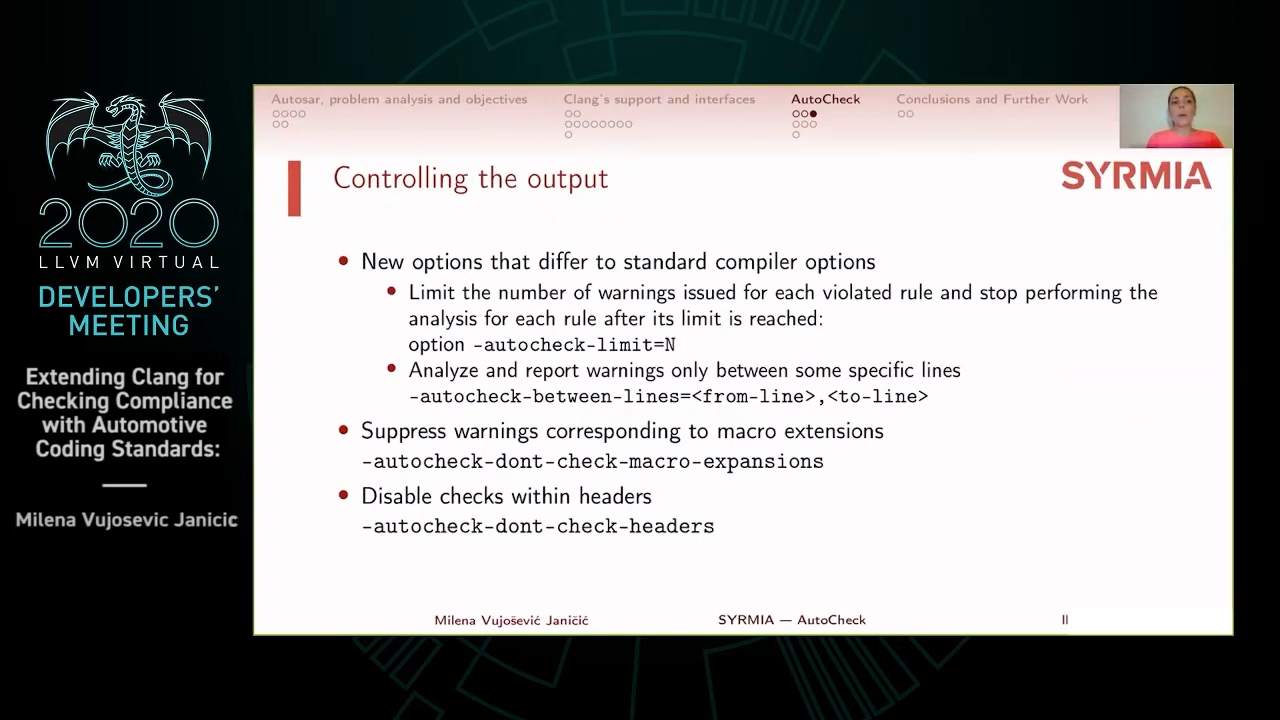 2020
LLVM VIRTUAL
DEVELOPERS'
MEETING
Extending Clang for
Checking Compliance
with Automotive
Coding Standards:
Milena Vujosevic Janicic
Autosar, problem analysis and objectives
Clang's support and interfaces
AutoCheck
Conclusions and Further Work
Controlling the output
SYRMIA
New options that differ to standard compiler options
Limit the number of warnings issued for each violated rule and stop performing the
analysis for each rule after its limit is reached:
option -autocheck-limit=N
Analyze and report warnings only between some specific lines
-autocheck-between-lines=<from-line>,<to-line>
Suppress warnings corresponding to macro extensions
-autocheck-dont-check-macro-expansions
Disable checks within headers
-autocheck-dont-check-headers
Milena Vujošević Janičić
SYRMIA — AutoCheck